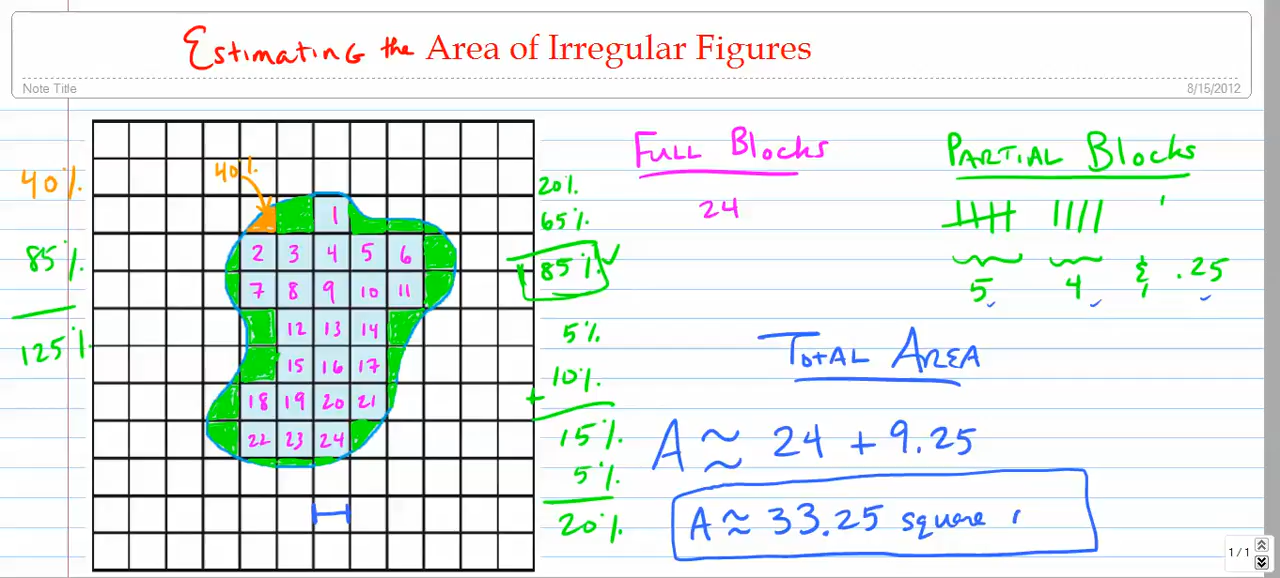 Estimating the Area of Irregular Figures
Note Title
8/15/2012
40%
85%
125%
40%
1
2 3 4 5 6
7 8 9 10 11
12 13 14
15 16 17
18 19 20 21
22 23 24
20%
65%
85%
5%
10%
+
15%
5%
20%
Full Blocks
24
Partial Blocks
5 4 & .25
Total Area
A ≈ 24 + 9.25
A ≈ 33.25 square
1/1